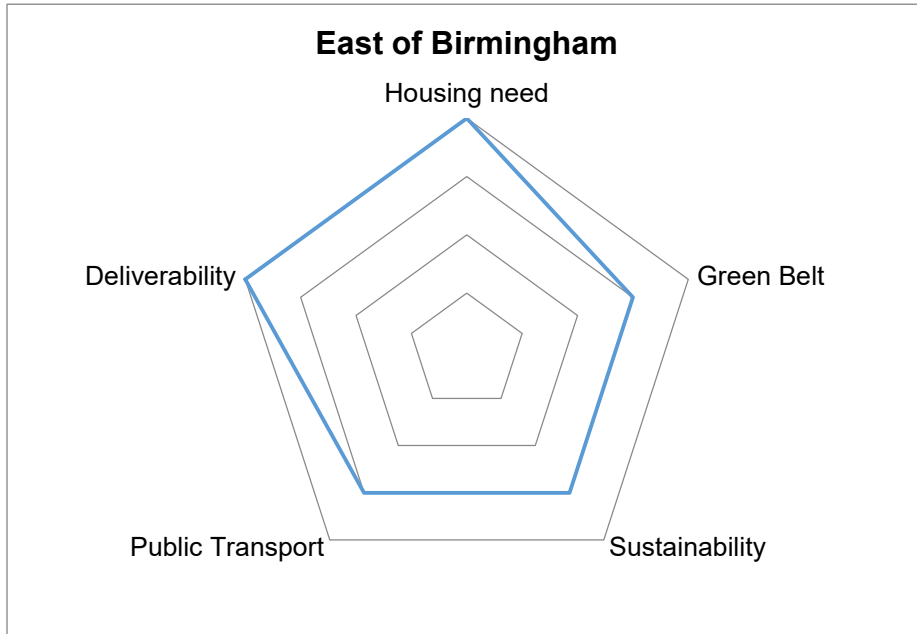 East of Birmingham
Housing need
Deliverability
Green Belt
Public Transport
Sustainability